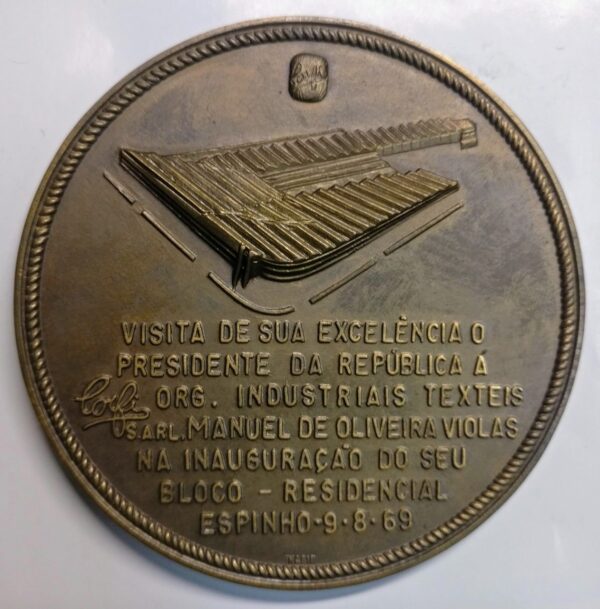 VISITA DE SUA EXCELÊNCIA O
PRESIDENTE DA REPÚBLICA Á
Corfi ORG. INDUSTRIAIS TEXTEIS
S.A.R.L. MANUEL DE OLIVEIRA VIOLAS
NA INAUGURAÇÃO DO SEU
BLOCO - RESIDENCIAL
ESPINHO-9-8-69